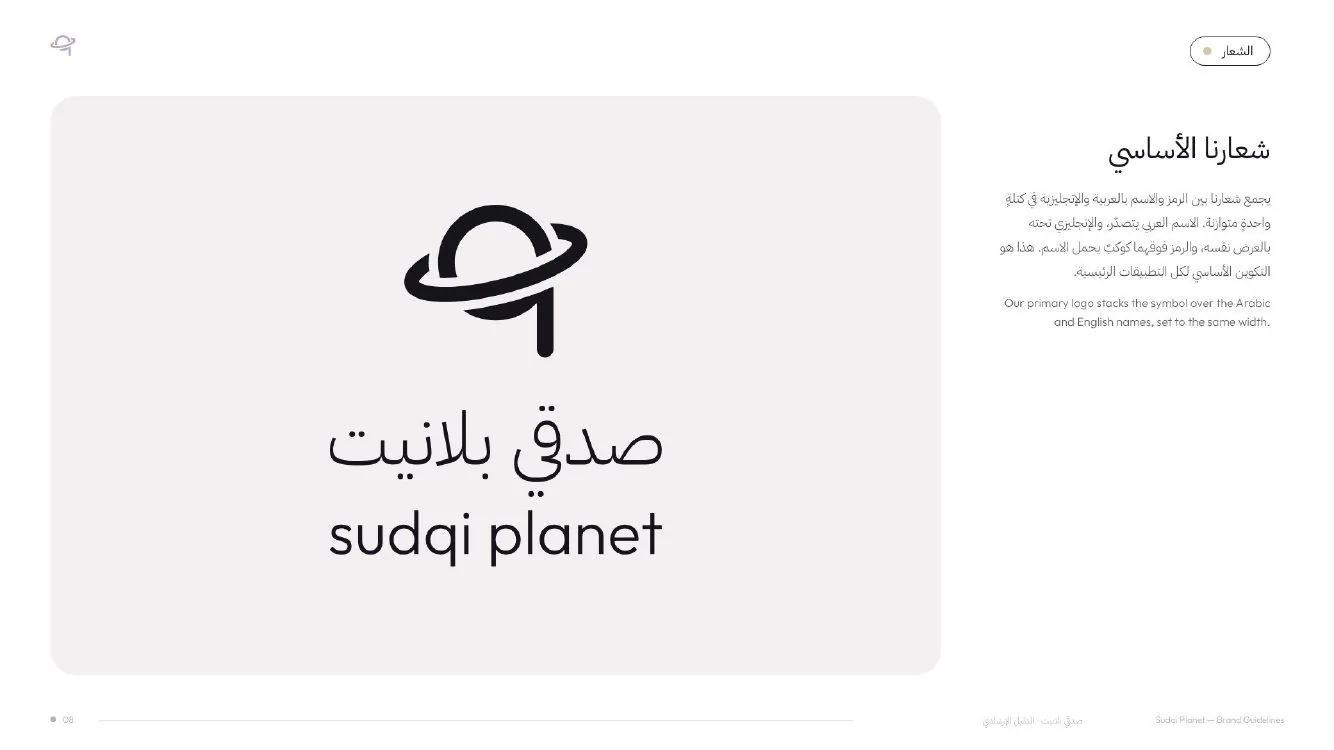 الشعار
شعارنا الأساسي
يجمع شعارنا بين الرمز والاسم بالعربية والإنجليزية في كتلةٍ
واحدةٍ متوازنة. الاسم العربي يتصدّر، والإنجليزي تحته
بالعرض نفسه، والرمز فوقهما كوكبٌ يحمل الاسم. هذا هو
التكوين الأساسي لكل التطبيقات الرئيسية.
Our primary logo stacks the symbol over the Arabic
and English names, set to the same width.
صدقي بلانيت
sudqi planet
08
صدقي بلانيت · الدليل الإرشادي
Sudqi Planet — Brand Guidelines